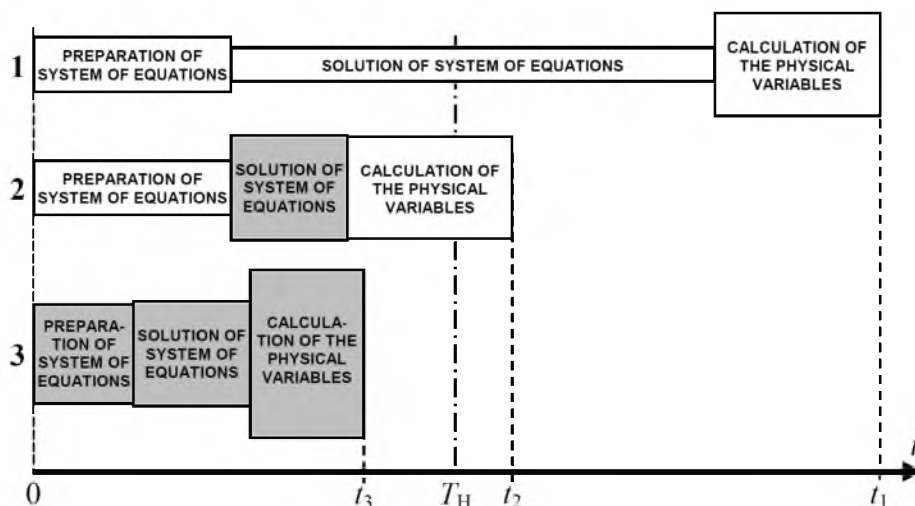 1
PREPARATION OF
SYSTEM OF EQUATIONS
SOLUTION OF SYSTEM OF EQUATIONS
CALCULATION OF
THE PHYSICAL
VARIABLES
2
PREPARATION OF
SYSTEM OF EQUATIONS
SOLUTION OF
SYSTEM OF
EQUATIONS
CALCULATION OF
THE PHYSICAL
VARIABLES
3
PREPARA-
TION OF
SYSTEM OF
EQUATIONS
SOLUTION OF
SYSTEM OF
EQUATIONS
CALCULA-
TION OF THE
PHYSICAL
VARIABLES
t
0 t₃ T_H t₂ t₁